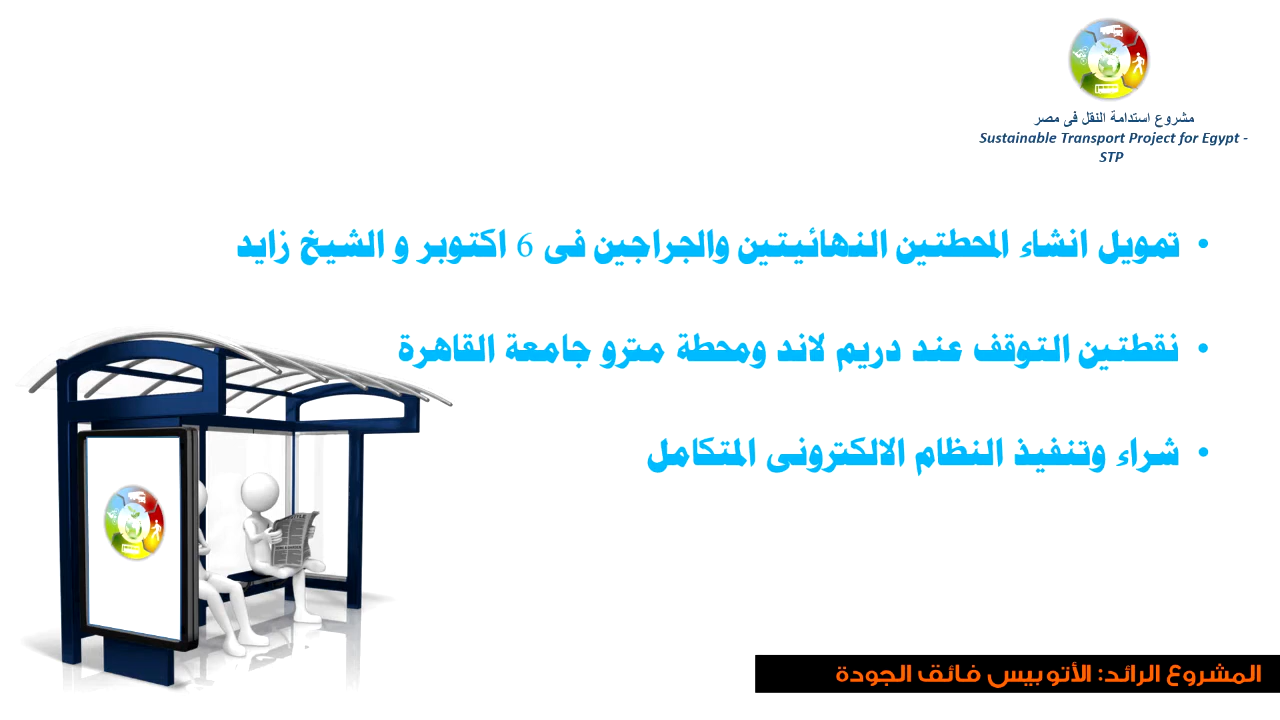 مشروع استدامة النقل فى مصر
Sustainable Transport Project for Egypt -
STP
• تمويل انشاء المحطتين النهائيتين والجراجين فى 6 اكتوبر و الشيخ زايد
• نقطتين التوقف عند دريم لاند ومحطة مترو جامعة القاهرة
• شراء وتنفيذ النظام الالكترونى المتكامل
المشروع الرائد: الأتوبيس فائق الجودة